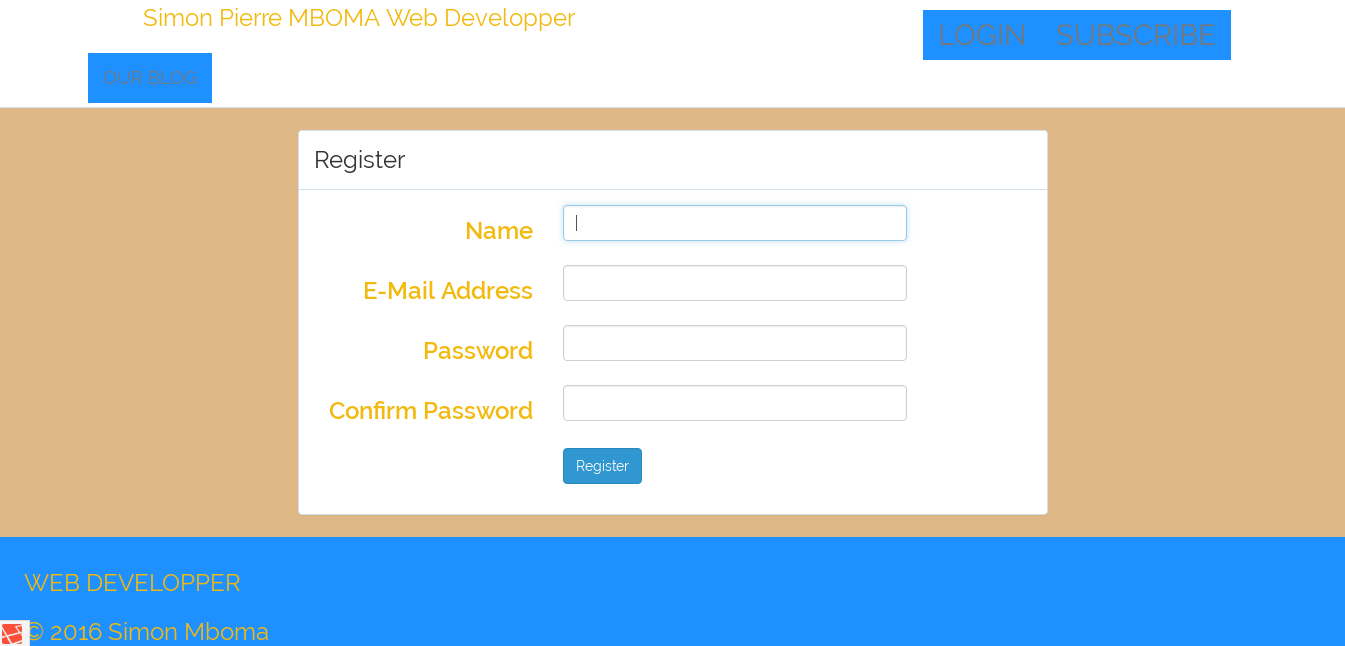 Simon Pierre MBOMA Web Developper
LOGIN SUBSCRIBE
OUR BLOG
Register
Name
E-Mail Address
Password
Confirm Password
Register
WEB DEVELOPPER
© 2016 Simon Mboma